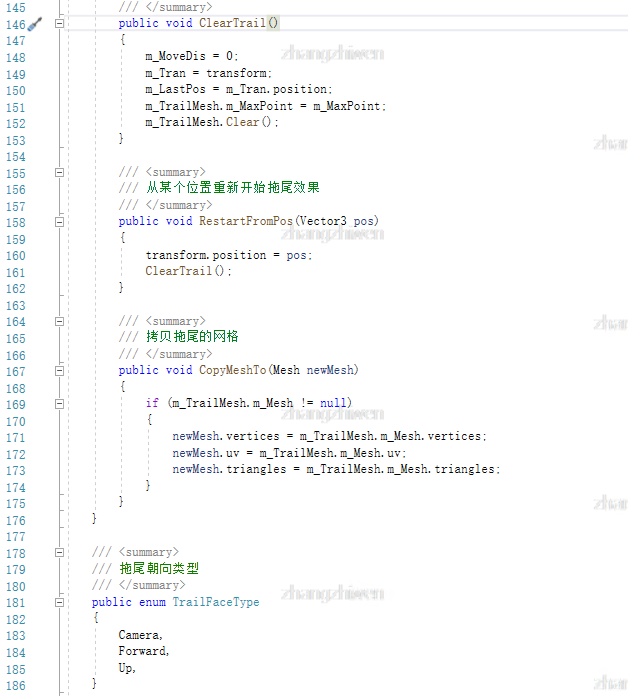 145 /// </summary>
146 public void ClearTrail()
147 {
148 m_MoveDis = 0;
149 m_Tran = transform;
150 m_LastPos = m_Tran.position;
151 m_TrailMesh.m_MaxPoint = m_MaxPoint;
152 m_TrailMesh.Clear();
153 }
154
155 /// <summary>
156 /// 从某个位置重新开始拖尾效果
157 /// </summary>
158 public void RestartFromPos(Vector3 pos)
159 {
160 transform.position = pos;
161 ClearTrail();
162 }
163
164 /// <summary>
165 /// 拷贝拖尾的网格
166 /// </summary>
167 public void CopyMeshTo(Mesh newMesh)
168 {
169 if (m_TrailMesh.m_Mesh != null)
170 {
171 newMesh.vertices = m_TrailMesh.m_Mesh.vertices;
172 newMesh.uv = m_TrailMesh.m_Mesh.uv;
173 newMesh.triangles = m_TrailMesh.m_Mesh.triangles;
174 }
175 }
176 }
177
178 /// <summary>
179 /// 拖尾朝向类型
180 /// </summary>
181 public enum TrailFaceType
182 {
183 Camera,
184 Forward,
185 Up,
186 }
zhangzhiwen
zhangzhiwen
zhangzhiwen
zhangzhiwen